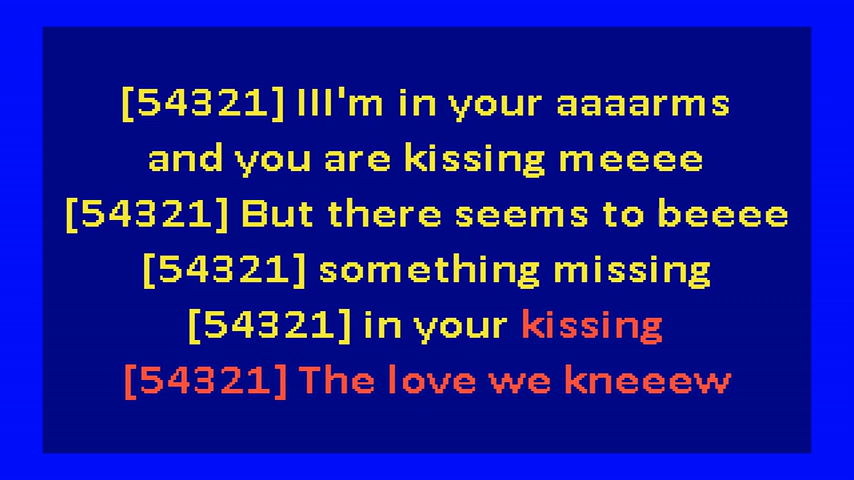 [54321] III'm in your aaaarms
and you are kissing meeee
[54321] But there seems to beeee
[54321] something missing
[54321] in your kissing
[54321] The love we kneeew